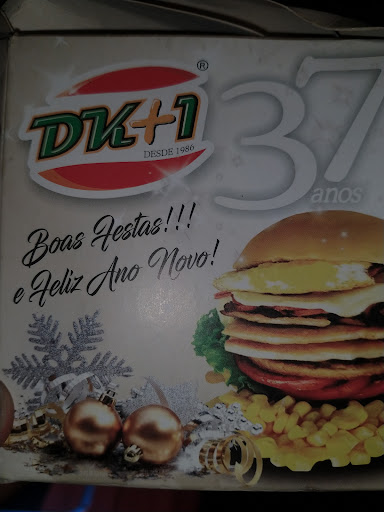 DK+1
®
DESDE 1986
37
anos
Boas Festas!!!
e Feliz Ano Novo!